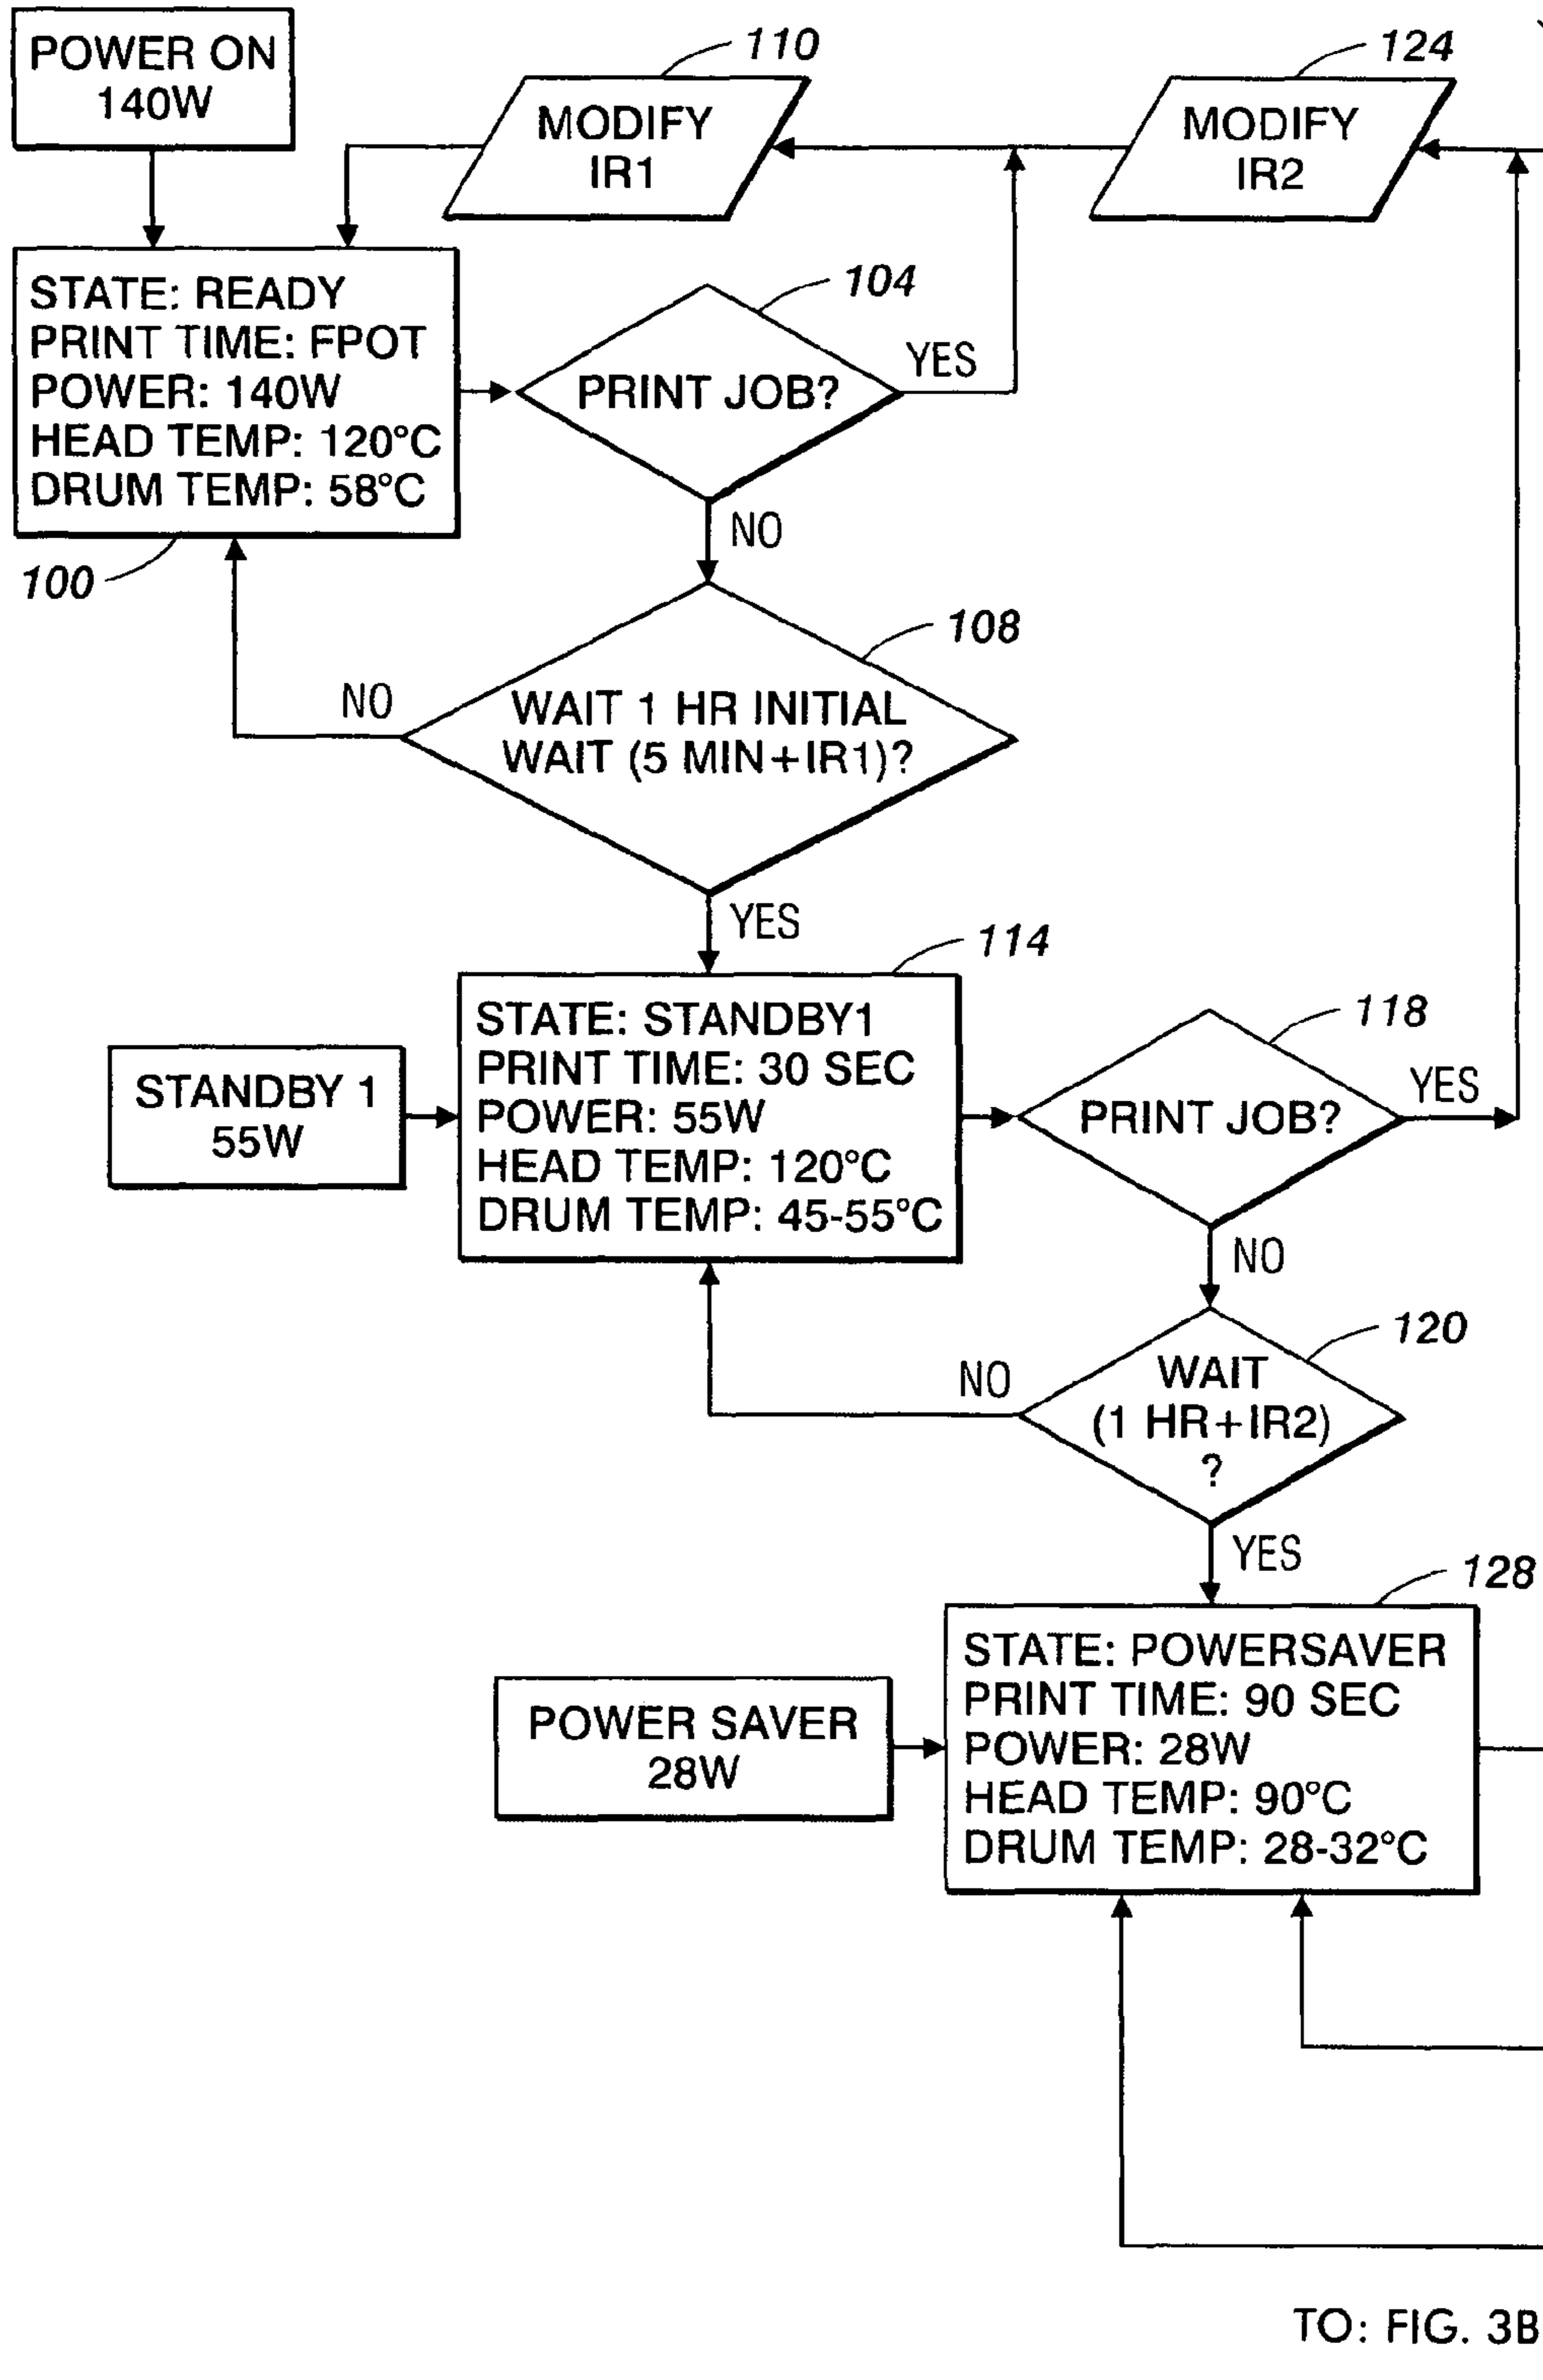 POWER ON
140W
110
MODIFY
IR1
124
MODIFY
IR2
STATE: READY
PRINT TIME: FPOT
POWER: 140W
HEAD TEMP: 120°C
DRUM TEMP: 58°C
100
104
PRINT JOB?
YES
NO
108
WAIT 1 HR INITIAL
WAIT (5 MIN+IR1)?
NO
YES
114
STANDBY 1
55W
STATE: STANDBY1
PRINT TIME: 30 SEC
POWER: 55W
HEAD TEMP: 120°C
DRUM TEMP: 45-55°C
118
PRINT JOB?
YES
NO
120
WAIT
(1 HR+IR2)
?
NO
YES
128
POWER SAVER
28W
STATE: POWERSAVER
PRINT TIME: 90 SEC
POWER: 28W
HEAD TEMP: 90°C
DRUM TEMP: 28-32°C
TO: FIG. 3B